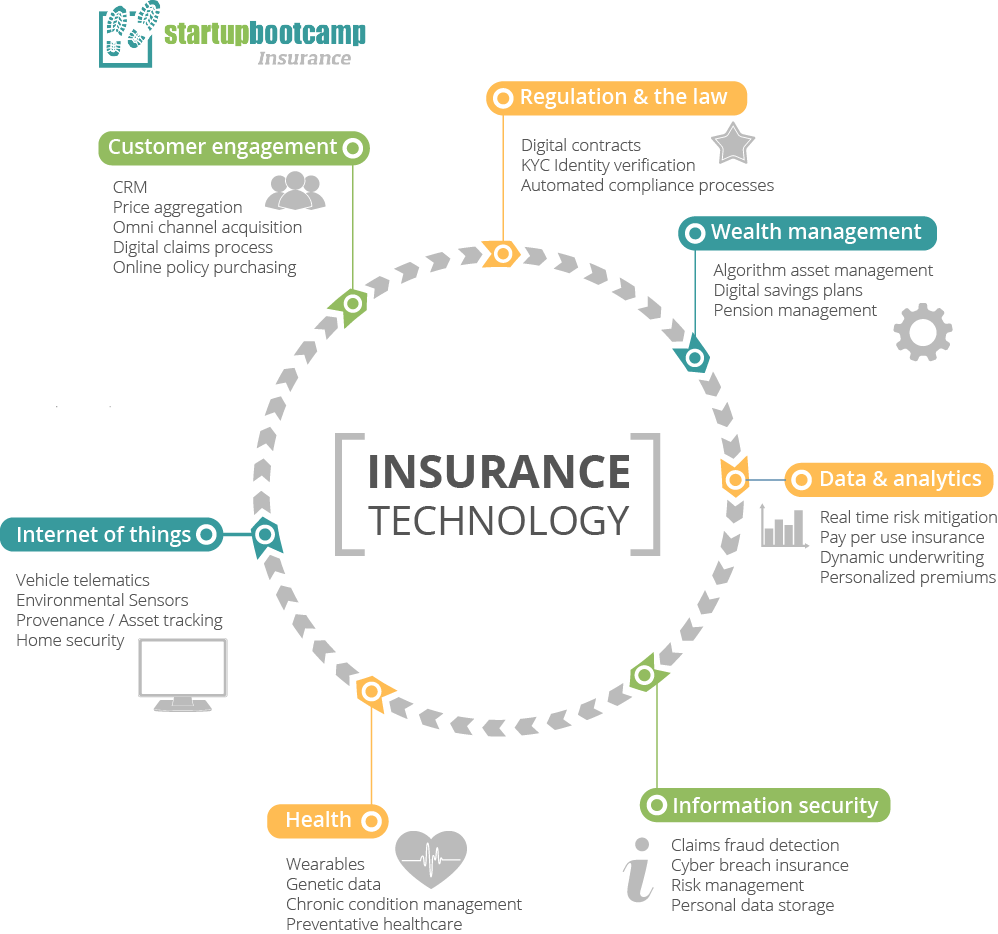 startupbootcamp
Insurance
Regulation & the law
Digital contracts
KYC Identity verification
Automated compliance processes
Customer engagement
CRM
Price aggregation
Omni channel acquisition
Digital claims process
Online policy purchasing
Wealth management
Algorithm asset management
Digital savings plans
Pension management
INSURANCE
TECHNOLOGY
Data & analytics
Real time risk mitigation
Pay per use insurance
Dynamic underwriting
Personalized premiums
Internet of things
Vehicle telematics
Environmental Sensors
Provenance / Asset tracking
Home security
Information security
Claims fraud detection
Cyber breach insurance
Risk management
Personal data storage
Health
Wearables
Genetic data
Chronic condition management
Preventative healthcare